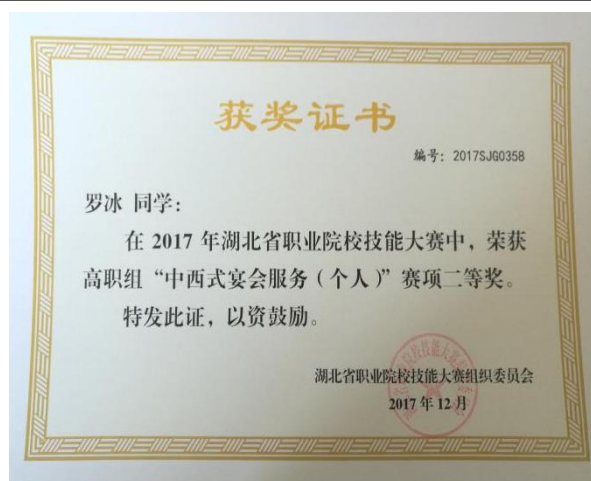 获奖证书
编号：2017SJG0358
罗冰 同学：
在 2017 年湖北省职业院校技能大赛中，荣获
高职组“中西式宴会服务（个人）”赛项二等奖。
特发此证，以资鼓励。
湖北省职业院校技能大赛组织委员会
2017 年 12 月